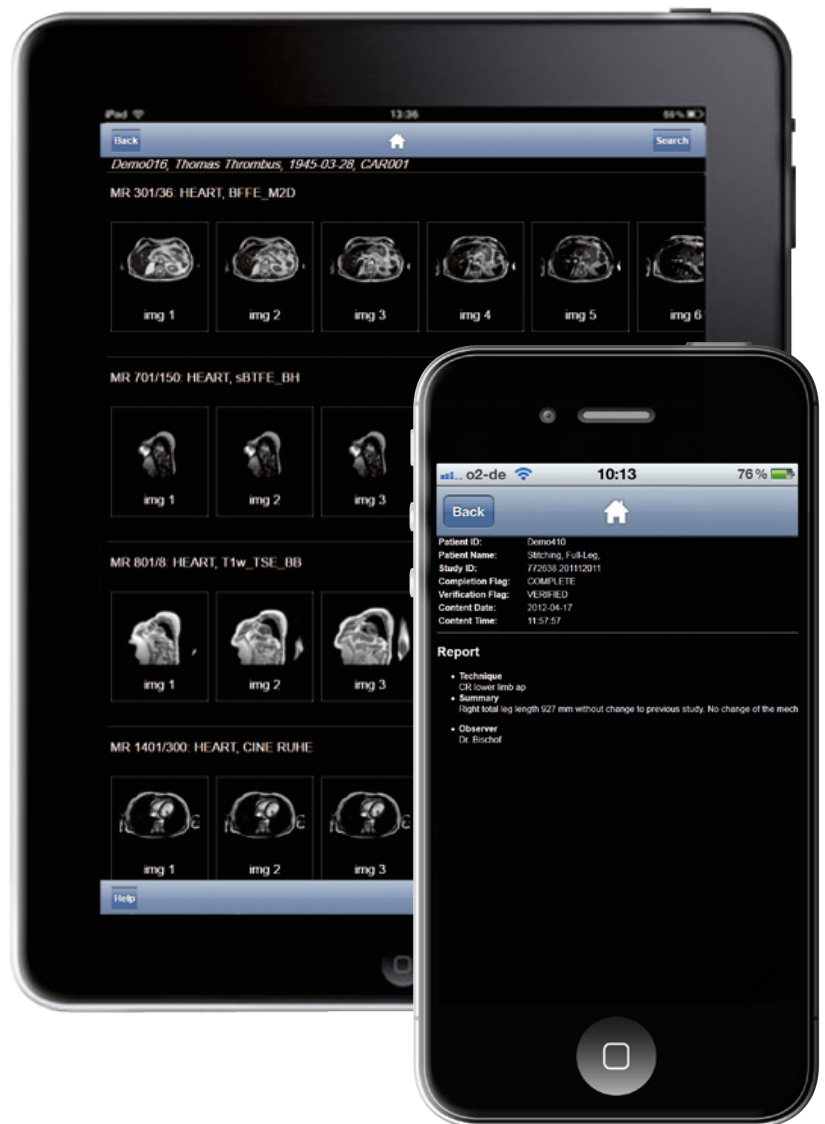 iPad 13:36 69%
Back Search
Demo016, Thomas Thrombus, 1945-03-28, CAR001
MR 301/36: HEART, BFFE_M2D
img 1 img 2 img 3 img 4 img 5 img 6
MR 701/150: HEART, sBTFE_BH
img 1 img 2 img 3
MR 801/8: HEART, T1w_TSE_BB
img 1 img 2 img 3
MR 1401/300: HEART, CINE RUHE
img 1 img 2 img 3
Help
o2-de 10:13 76%
Back
Patient ID: Demo410
Patient Name: Stitching, Full-Leg,
Study ID: 772638.201112011
Completion Flag: COMPLETE
Verification Flag: VERIFIED
Content Date: 2012-04-17
Content Time: 11:57:57
Report
• Technique
CR lower limb ap
• Summary
Right total leg length 927 mm without change to previous study. No change of the mech
• Observer
Dr. Bischof